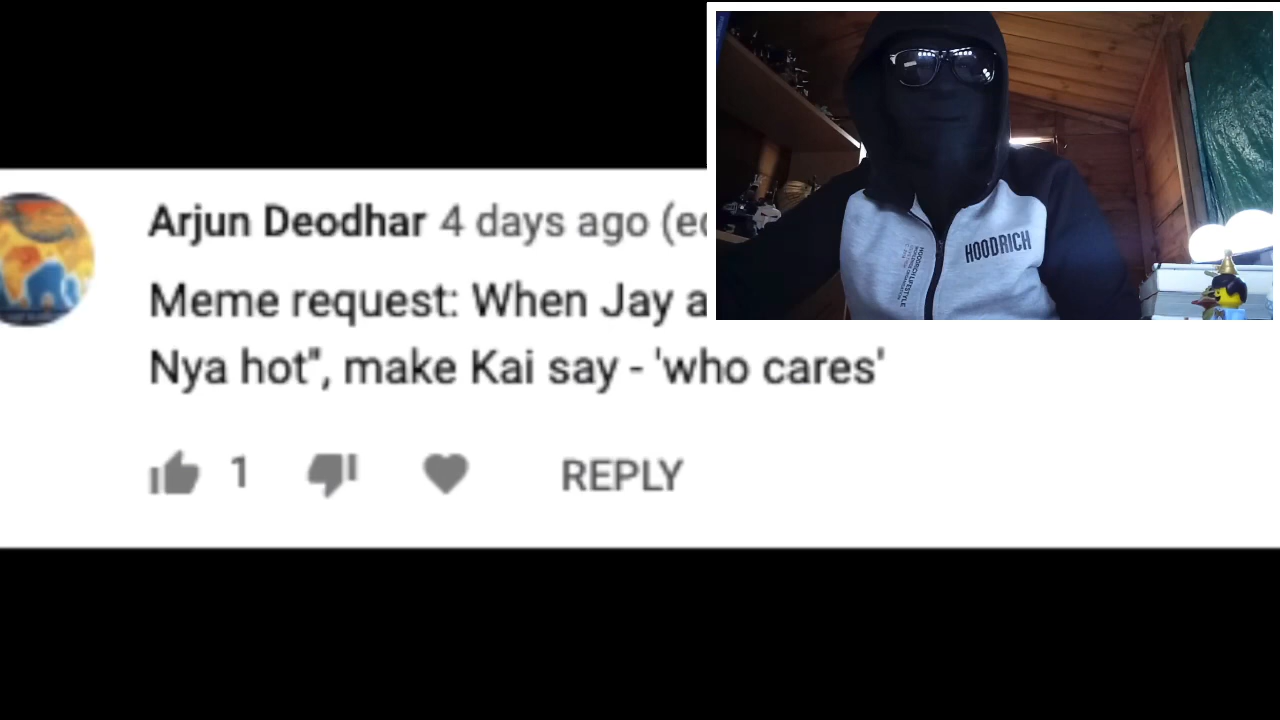 Arjun Deodhar 4 days ago
Meme request: When Jay a
Nya hot", make Kai say - 'who cares'
1
REPLY
HOODRICH